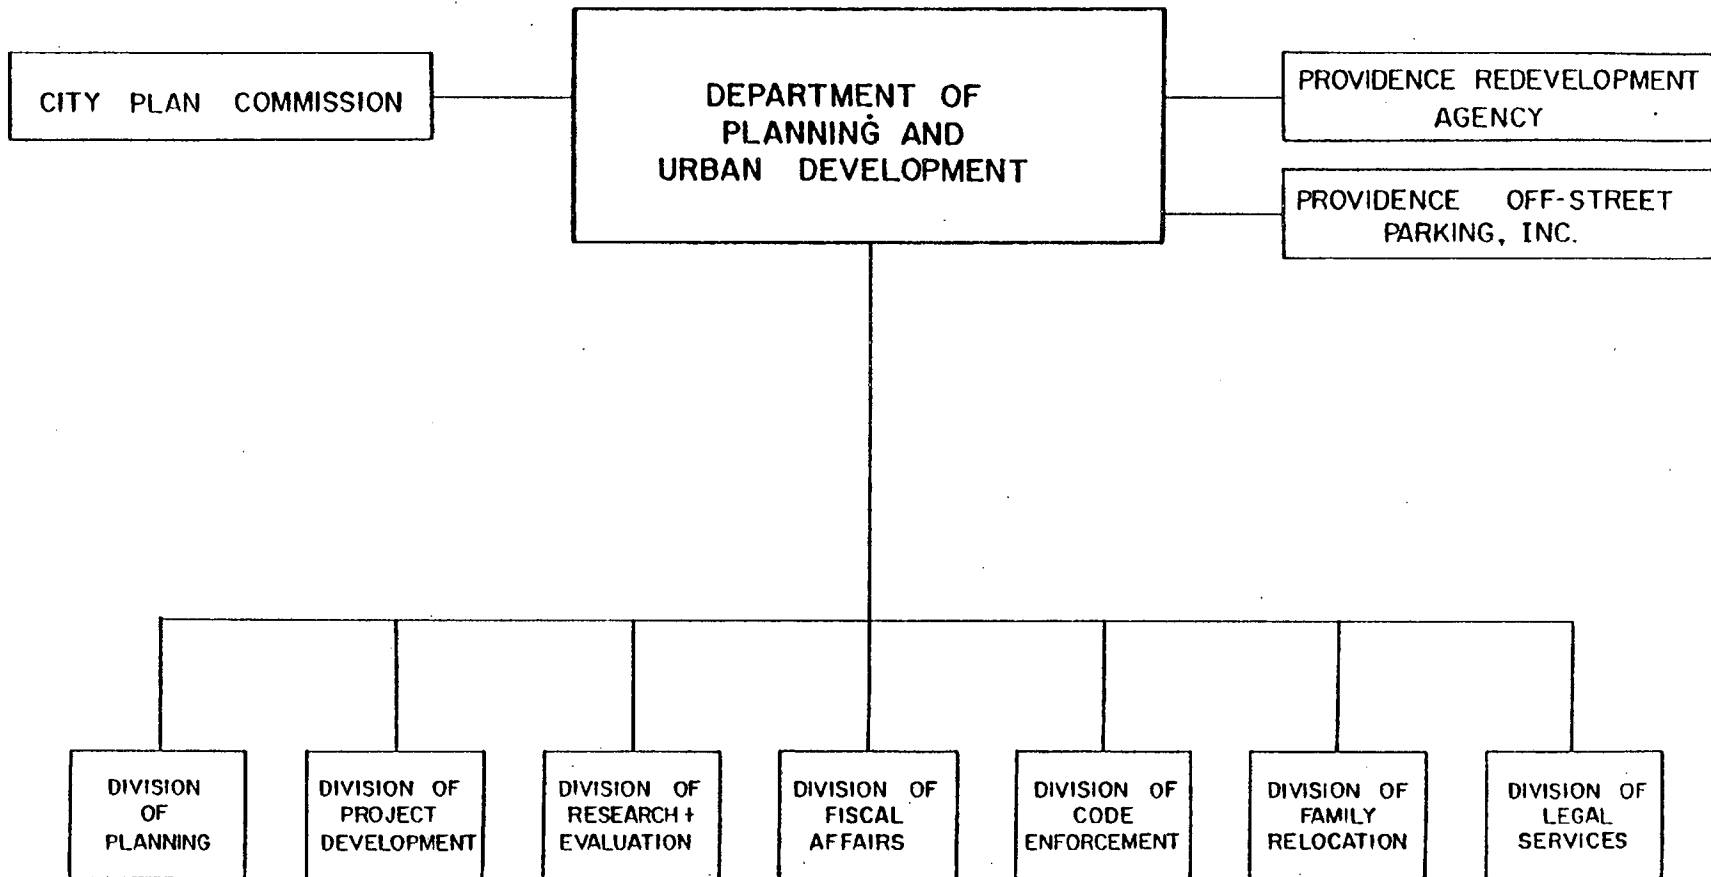 CITY PLAN COMMISSION
DEPARTMENT OF
PLANNING AND
URBAN DEVELOPMENT
PROVIDENCE REDEVELOPMENT
AGENCY
PROVIDENCE OFF-STREET
PARKING, INC.
DIVISION
OF
PLANNING
DIVISION OF
PROJECT
DEVELOPMENT
DIVISION OF
RESEARCH +
EVALUATION
DIVISION OF
FISCAL
AFFAIRS
DIVISION OF
CODE
ENFORCEMENT
DIVISION OF
FAMILY
RELOCATION
DIVISION OF
LEGAL
SERVICES